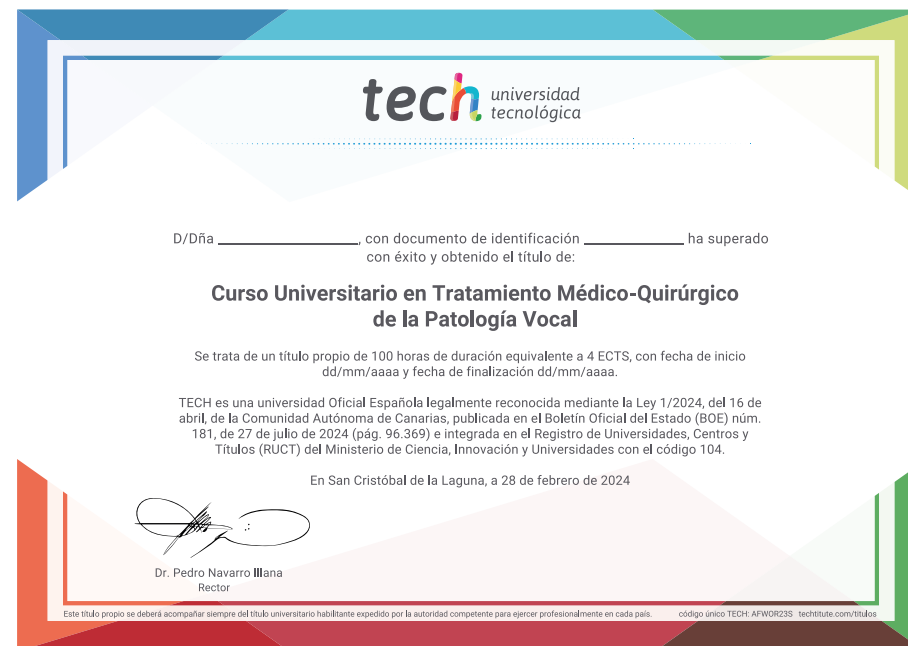 tech universidad
tecnológica
D/Dña ______________, con documento de identificación __________ ha superado
con éxito y obtenido el título de:
Curso Universitario en Tratamiento Médico-Quirúrgico
de la Patología Vocal
Se trata de un título propio de 100 horas de duración equivalente a 4 ECTS, con fecha de inicio
dd/mm/aaaa y fecha de finalización dd/mm/aaaa.
TECH es una universidad Oficial Española legalmente reconocida mediante la Ley 1/2024, del 16 de
abril, de la Comunidad Autónoma de Canarias, publicada en el Boletín Oficial del Estado (BOE) núm.
181, de 27 de julio de 2024 (pág. 96.369) e integrada en el Registro de Universidades, Centros y
Títulos (RUCT) del Ministerio de Ciencia, Innovación y Universidades con el código 104.
En San Cristóbal de la Laguna, a 28 de febrero de 2024
Dr. Pedro Navarro Illana
Rector
Este título propio se deberá acompañar siempre del título universitario habilitante expedido por la autoridad competente para ejercer profesionalmente en cada país. código único TECH: AFWOR23S techtitute.com/titulos